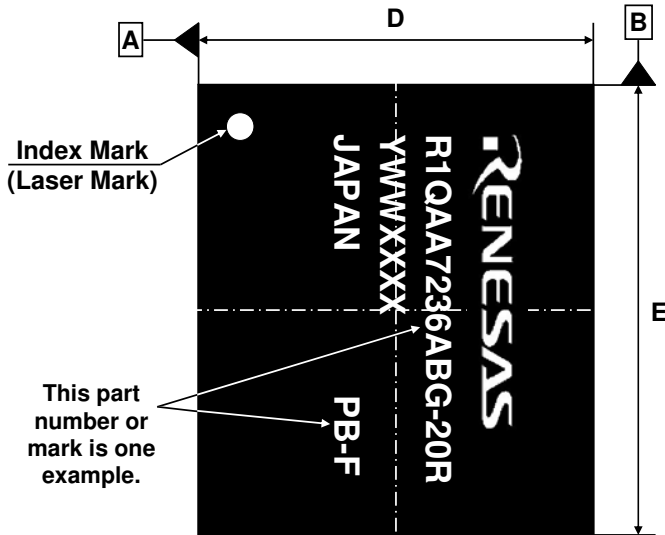 A
D
B
Index Mark
(Laser Mark)
RENESAS
R1QAA7236ABG-20R
YWWXXXX
JAPAN
PB-F
E
This part
number or
mark is one
example.